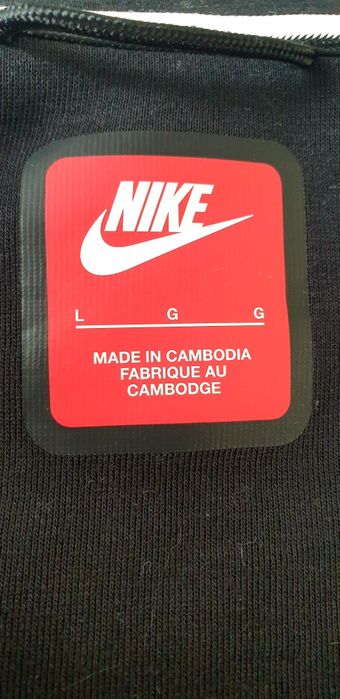 NIKE
L G G
MADE IN CAMBODIA
FABRIQUE AU
CAMBODGE